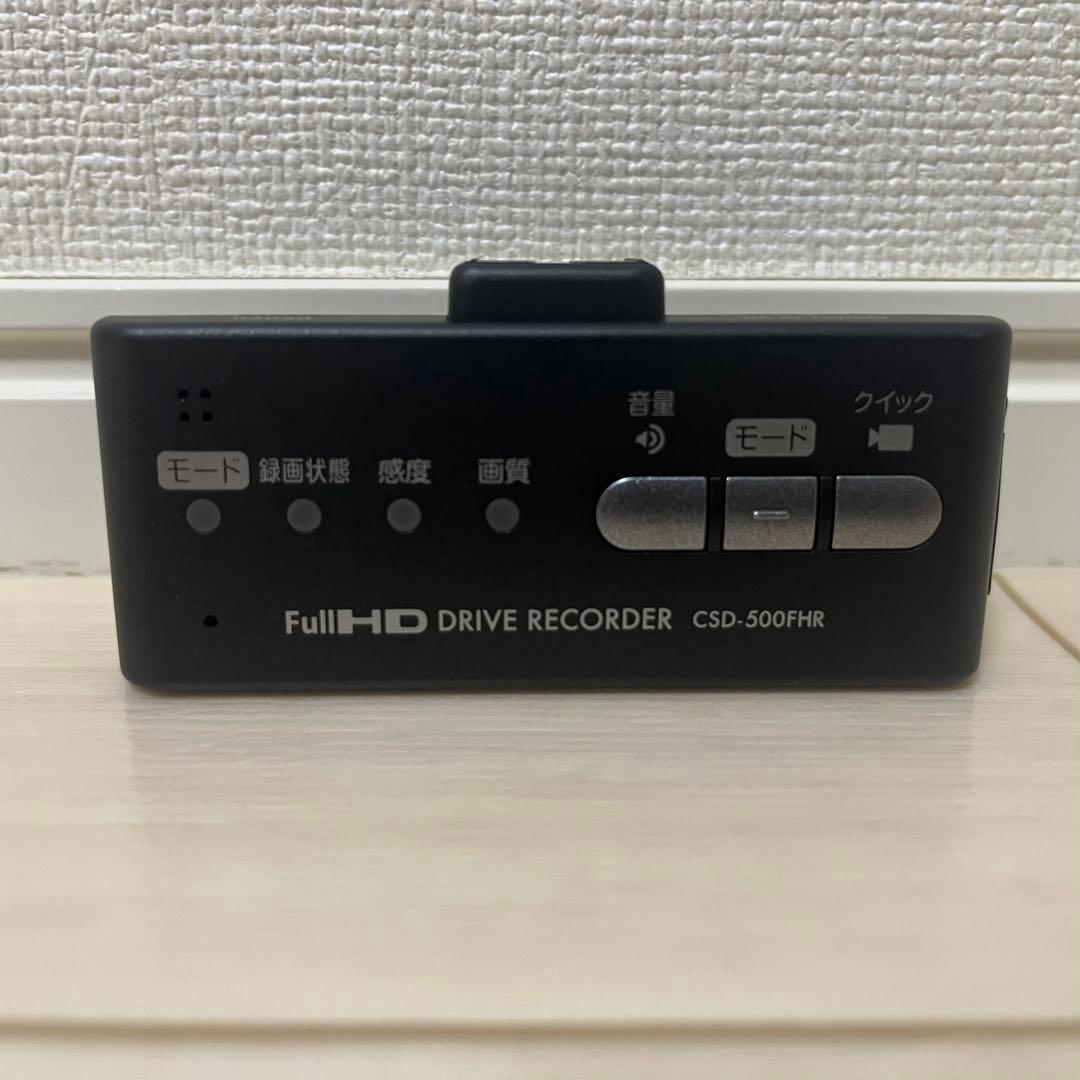 音量
クイック
モード
モード 録画状態 感度 画質
FullHD DRIVE RECORDER CSD-500FHR